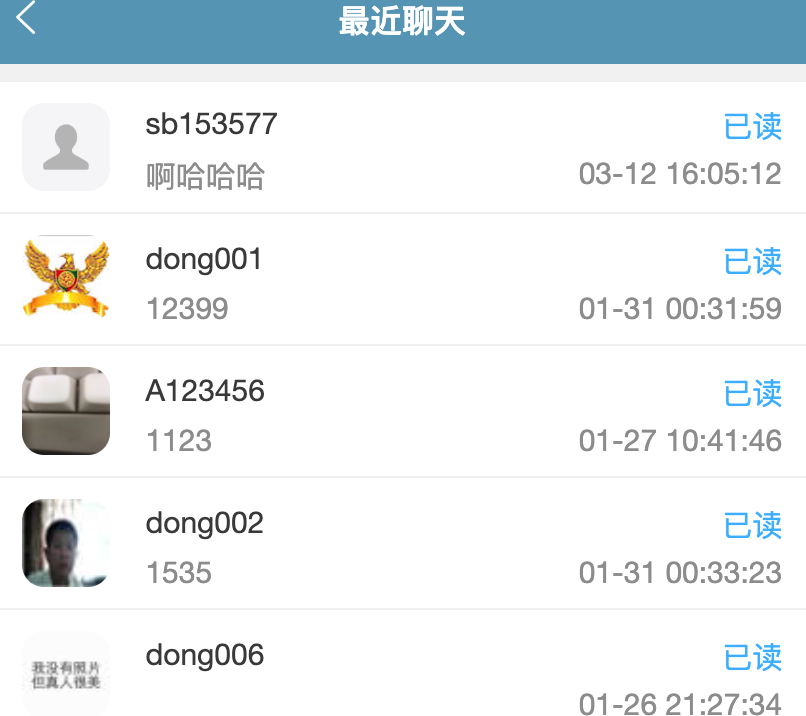 最近聊天
sb153577
已读
啊哈哈哈
03-12 16:05:12
dong001
已读
12399
01-31 00:31:59
A123456
已读
1123
01-27 10:41:46
dong002
已读
1535
01-31 00:33:23
我没有照片
但真人很美
dong006
已读
01-26 21:27:34